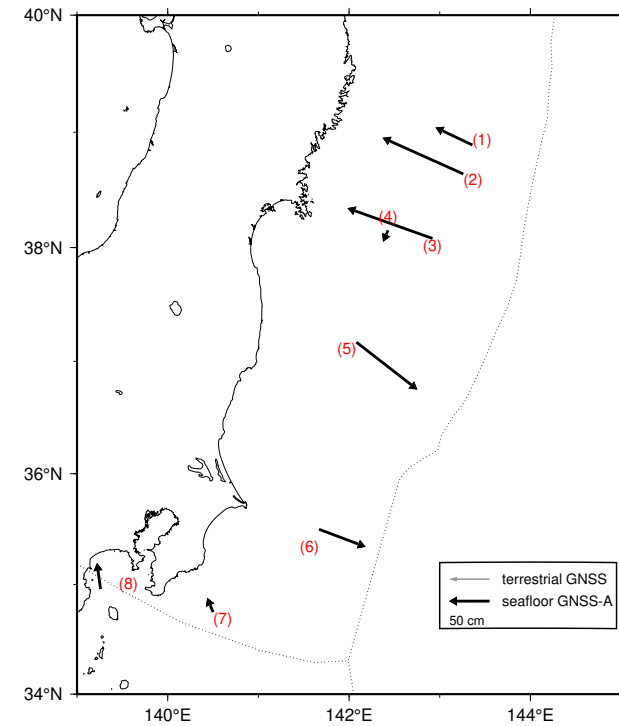 40°N
(1)
(2)
(4)
(3)
38°N
(5)
36°N
(6)
terrestrial GNSS
(8)
seafloor GNSS-A
(7)
50 cm
34°N
140°E
142°E
144°E